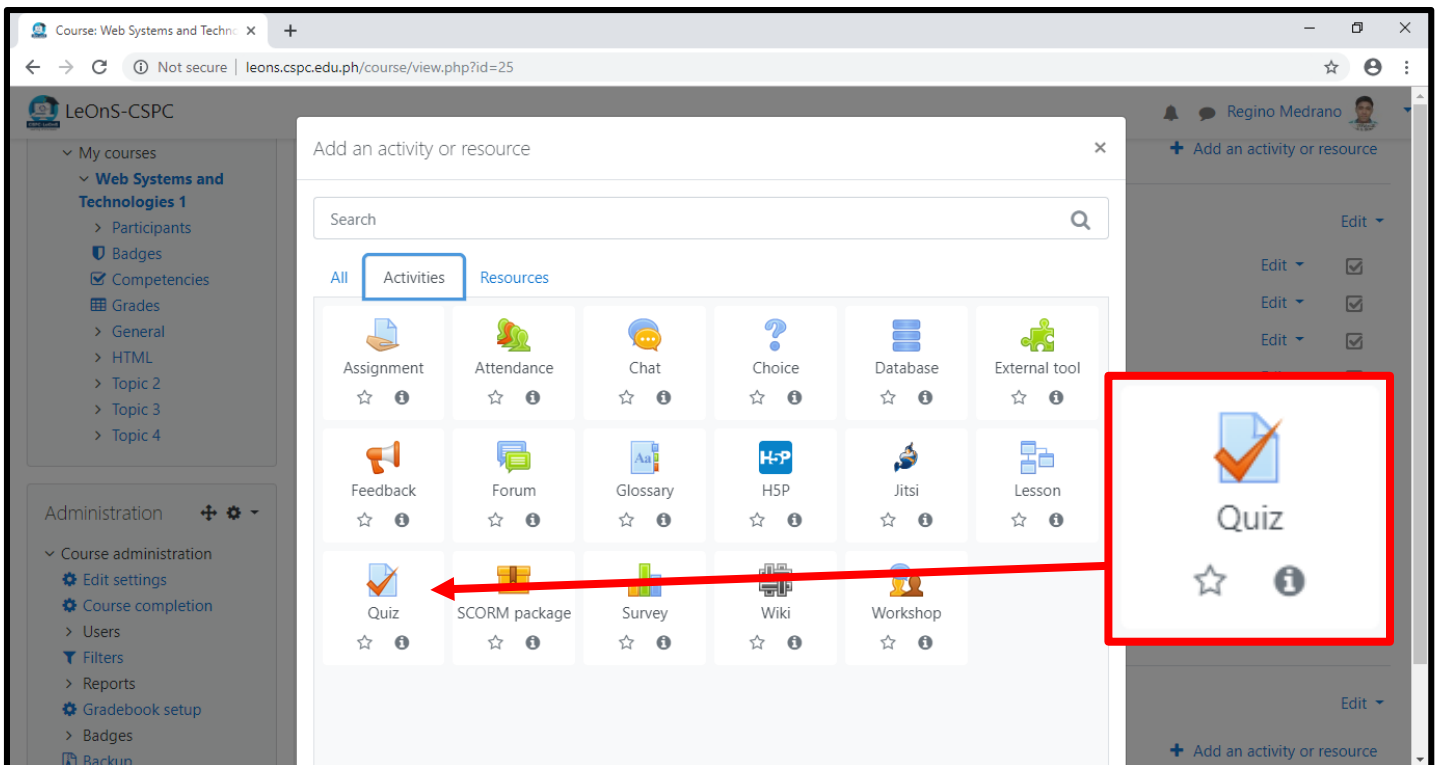 Course: Web Systems and Techno
Not secure | leons.cspc.edu.ph/course/view.php?id=25
LeOnS-CSPC
Regino Medrano
My courses
Web Systems and
Technologies 1
Participants
Badges
Competencies
Grades
General
HTML
Topic 2
Topic 3
Topic 4
Administration
Course administration
Edit settings
Course completion
Users
Filters
Reports
Gradebook setup
Badges
Backup
Add an activity or resource
Search
All Activities Resources
Assignment Attendance Chat Choice Database External tool
Feedback Forum Glossary H5P Jitsi Lesson
Quiz SCORM package Survey Wiki Workshop
Add an activity or resource
Edit
Edit
Edit
Edit
Quiz
Edit
Add an activity or resource